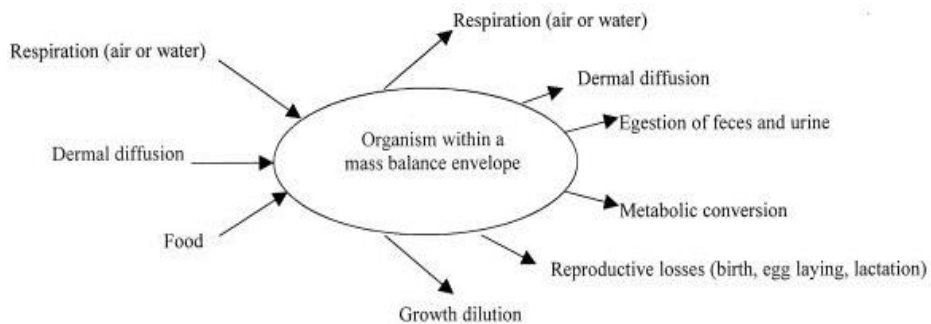 Respiration (air or water)
Respiration (air or water)
Dermal diffusion
Egestion of feces and urine
Organism within a
mass balance envelope
Dermal diffusion
Metabolic conversion
Food
Reproductive losses (birth, egg laying, lactation)
Growth dilution